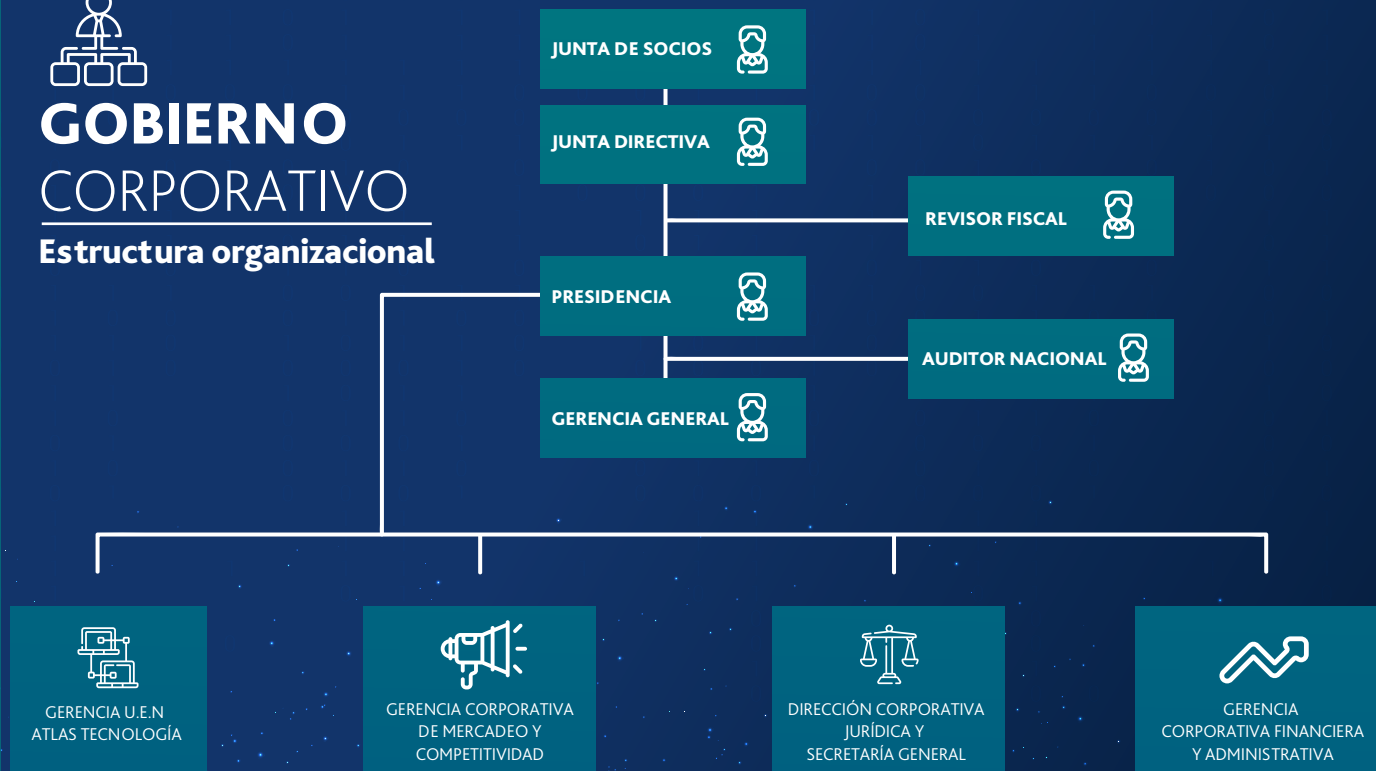 GOBIERNO
CORPORATIVO
Estructura organizacional
JUNTA DE SOCIOS
JUNTA DIRECTIVA
REVISOR FISCAL
PRESIDENCIA
AUDITOR NACIONAL
GERENCIA GENERAL
GERENCIA U.E.N
ATLAS TECNOLOGÍA
GERENCIA CORPORATIVA
DE MERCADEO Y
COMPETITIVIDAD
DIRECCIÓN CORPORATIVA
JURÍDICA Y
SECRETARÍA GENERAL
GERENCIA
CORPORATIVA FINANCIERA
Y ADMINISTRATIVA